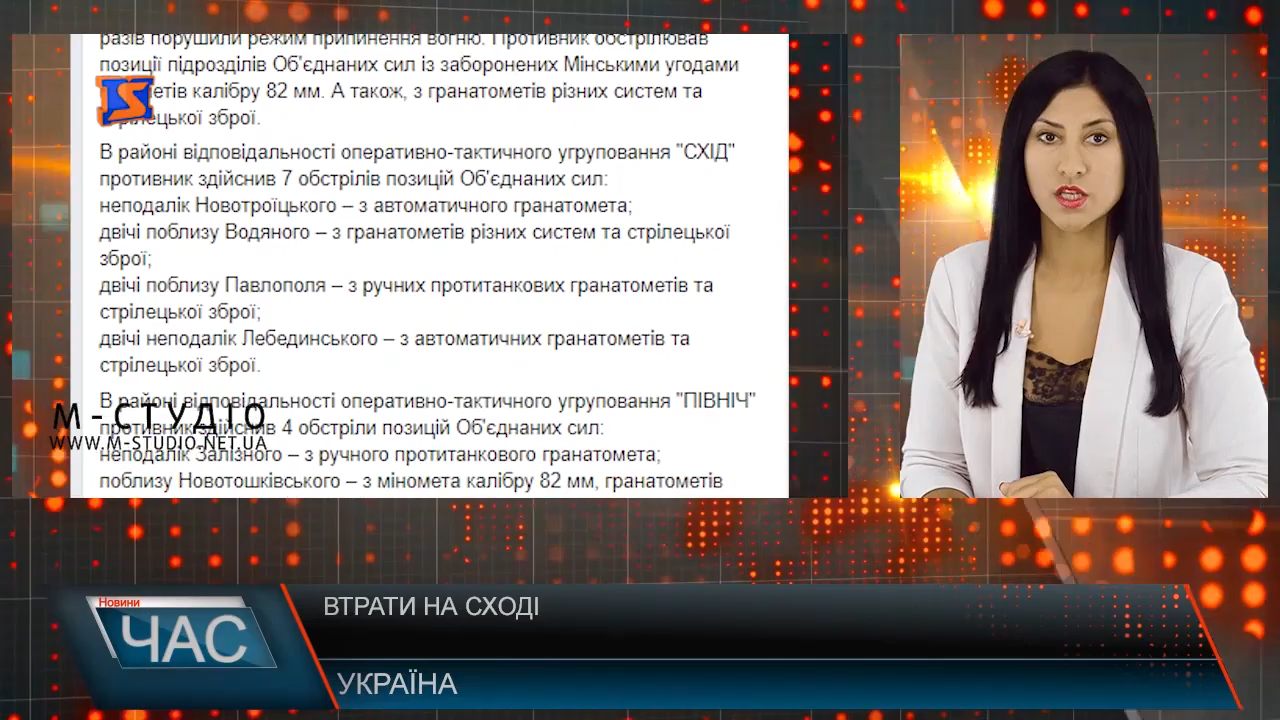 разів порушили режим припинення вогню. Противник обстрілював
позиції підрозділів Об'єднаних сил із заборонених Мінськими угодами
етів калібру 82 мм. А також, з гранатометів різних систем та
ілецької зброї.
В районі відповідальності оперативно-тактичного угруповання "СХІД"
противник здійснив 7 обстрілів позицій Об'єднаних сил:
неподалік Новотроїцького – з автоматичного гранатомета;
двічі поблизу Водяного – з гранатометів різних систем та стрілецької
зброї;
двічі поблизу Павлополя – з ручних протитанкових гранатометів та
стрілецької зброї;
двічі неподалік Лебединського – з автоматичних гранатометів та
стрілецької зброї.
В районі відповідальності оперативно-тактичного угруповання "ПІВНІЧ"
М-СТУДІО
противник здійснив 4 обстріли позицій Об'єднаних сил:
WWW.M-STUDIO.NET.UA
неподалік Залізного – з ручного протитанкового гранатомета;
поблизу Новотошківського – з міномета калібру 82 мм, гранатометів
Новини
ЧАС
ВТРАТИ НА СХОДІ
УКРАЇНА